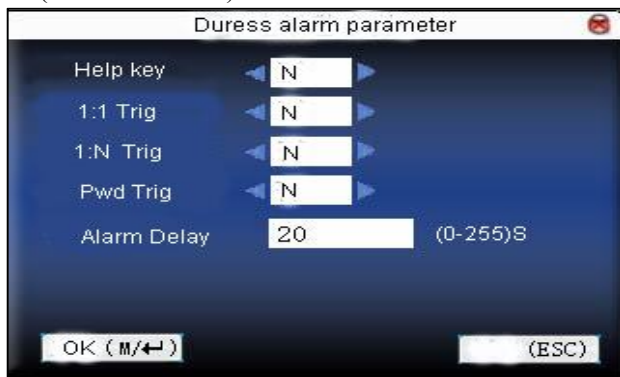 Duress alarm parameter
Help key N
1:1 Trig N
1:N Trig N
Pwd Trig N
Alarm Delay 20 (0-255)S
OK (M/↵) (ESC)